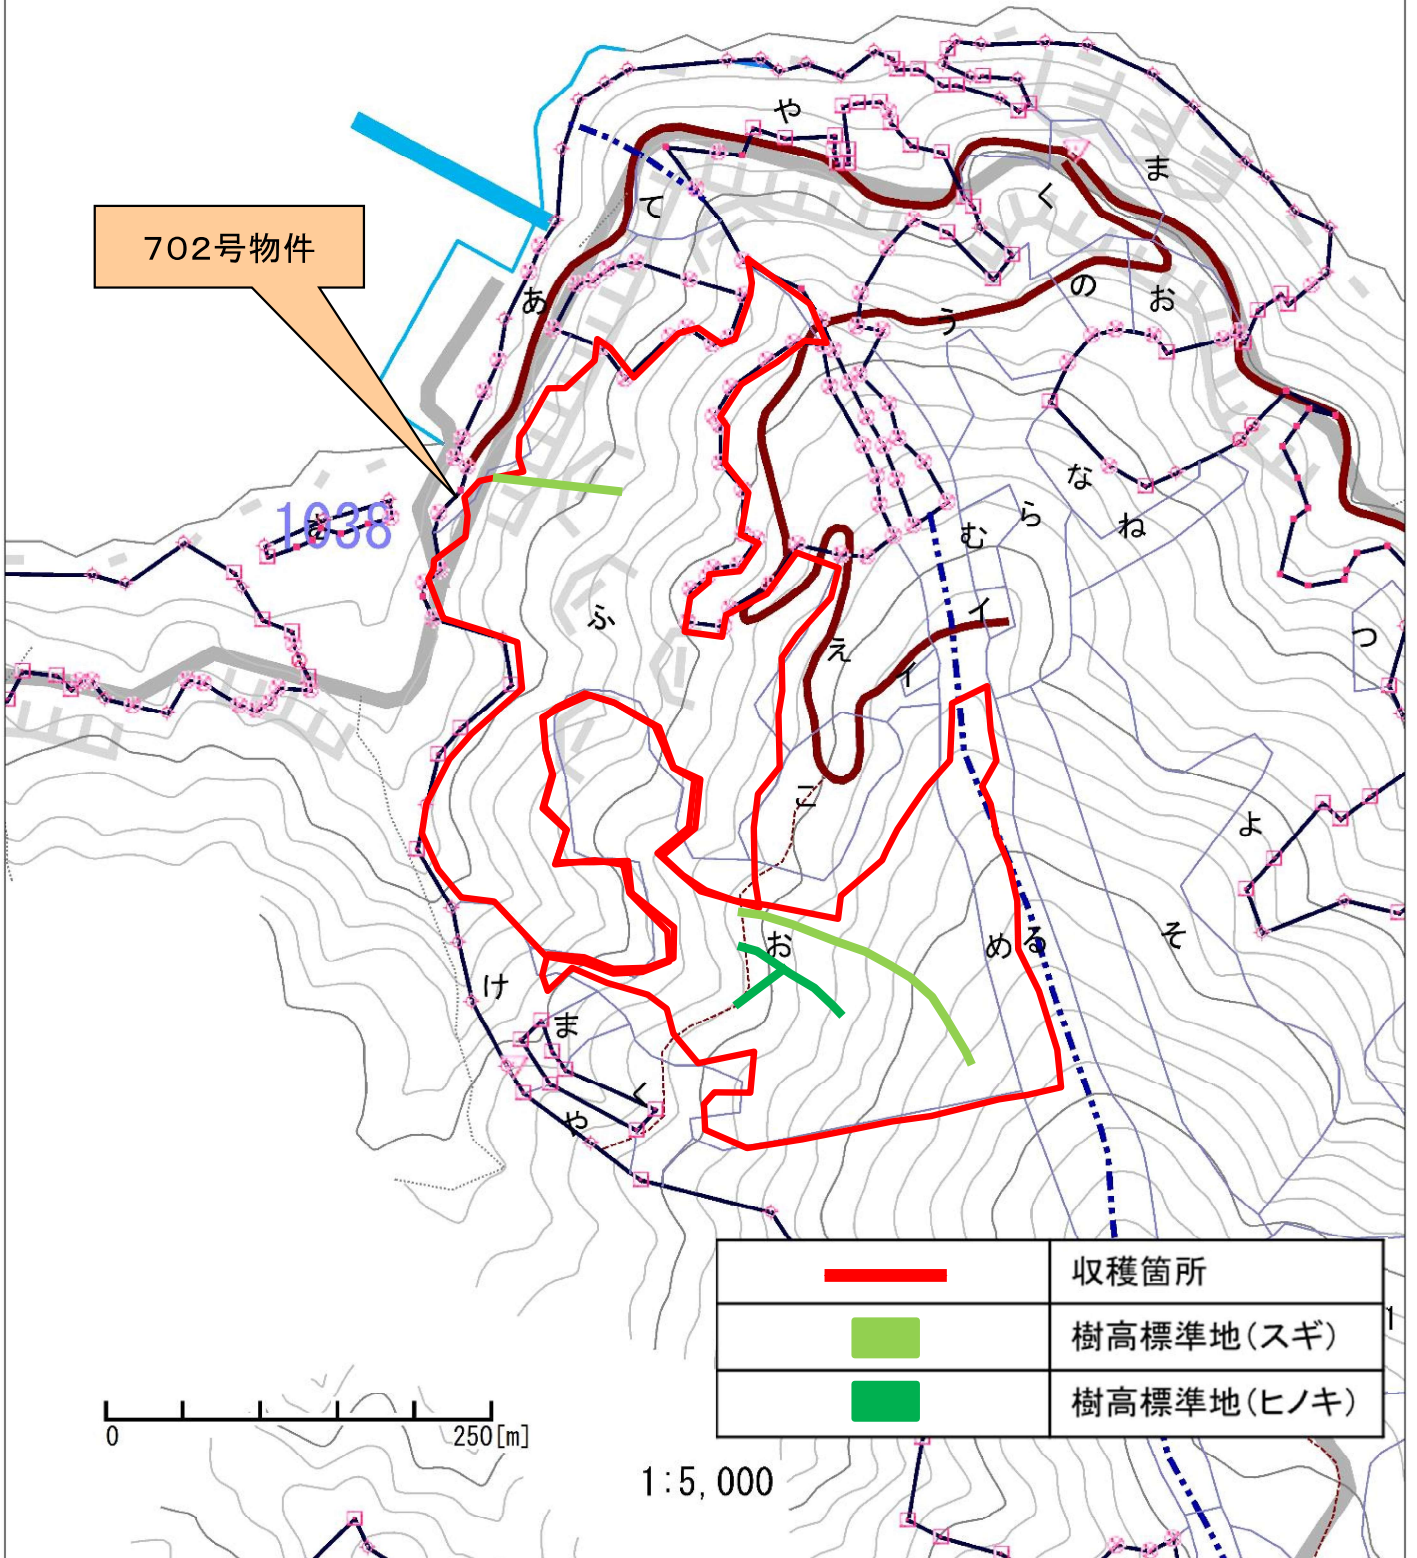 や
ま
く
て
702号物件
の
お
あ
う
な
ら
ね
む
1038
イ
ふ
つ
え
イ
こ
よ
そ
お
め
る
け
ま
く
や
収穫箇所
樹高標準地(スギ)
樹高標準地(ヒノキ)
0
250[m]
1:5,000